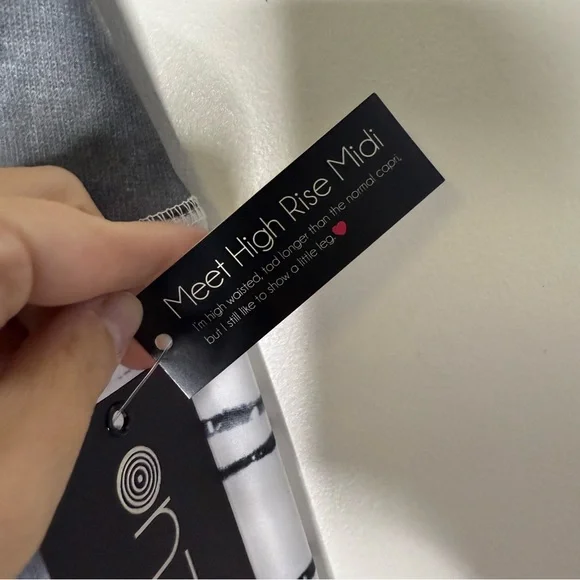 Meet High Rise Midi
I'm high waisted, tad longer than the normal capri,
but I still like to show a little leg.